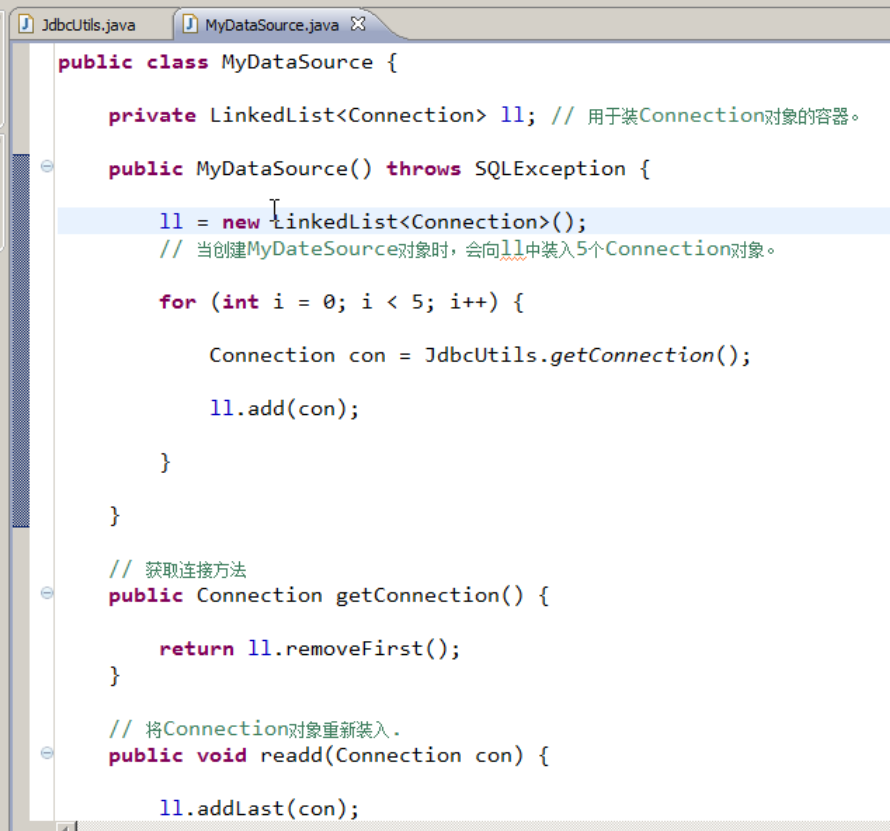 JdbcUtils.java MyDataSource.java
public class MyDataSource {
private LinkedList<Connection> ll; // 用于装Connection对象的容器。
public MyDataSource() throws SQLException {
ll = new LinkedList<Connection>();
// 当创建MyDateSource对象时，会向ll中装入5个Connection对象。
for (int i = 0; i < 5; i++) {
Connection con = JdbcUtils.getConnection();
ll.add(con);
}
}
// 获取连接方法
public Connection getConnection() {
return ll.removeFirst();
}
// 将Connection对象重新装入.
public void readd(Connection con) {
ll.addLast(con);